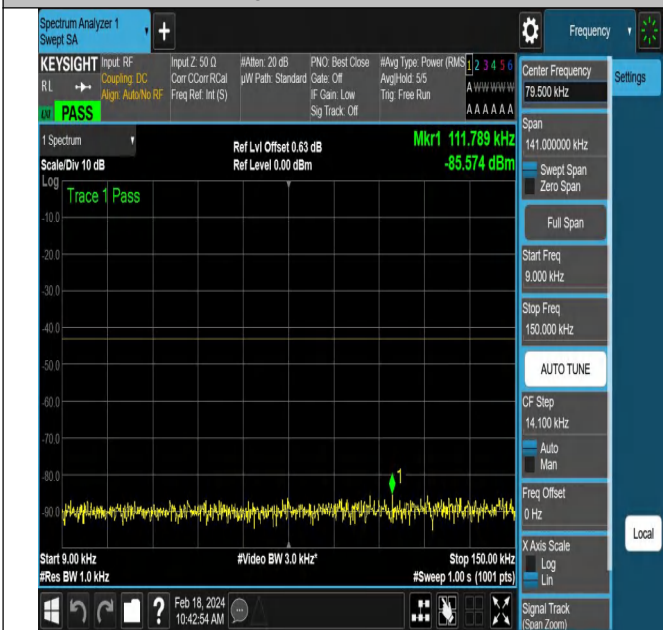 Spectrum Analyzer 1
Swept SA
+
Frequency
KEYSIGHT
Input: RF
Coupling: DC
Align: Auto/No RF
Input Z: 50 Ω
Corr CCorr RCal
Freq Ref: Int (S)
#Atten: 20 dB
µW Path: Standard
PNO: Best Close
Gate: Off
IF Gain: Low
Sig Track: Off
#Avg Type: Power (RMS
Avg|Hold: 5/5
Trig: Free Run
1 2 3 4 5 6
A W W W W W
A A A A A A
R L
LXI
PASS
1 Spectrum
Scale/Div 10 dB
Ref Lvl Offset 0.63 dB
Ref Level 0.00 dBm
Mkr1 111.789 kHz
-85.574 dBm
Log
Trace 1 Pass
-10.0
-20.0
-30.0
-40.0
-50.0
-60.0
-70.0
-80.0
-90.0
1
Start 9.00 kHz
#Res BW 1.0 kHz
#Video BW 3.0 kHz*
Stop 150.00 kHz
#Sweep 1.00 s (1001 pts)
?
Feb 18, 2024
10:42:54 AM
Center Frequency
79.500 kHz
Settings
Span
141.000000 kHz
Swept Span
Zero Span
Full Span
Start Freq
9.000 kHz
Stop Freq
150.000 kHz
AUTO TUNE
CF Step
14.100 kHz
Auto
Man
Freq Offset
0 Hz
Local
X Axis Scale
Log
Lin
Signal Track
(Span Zoom)